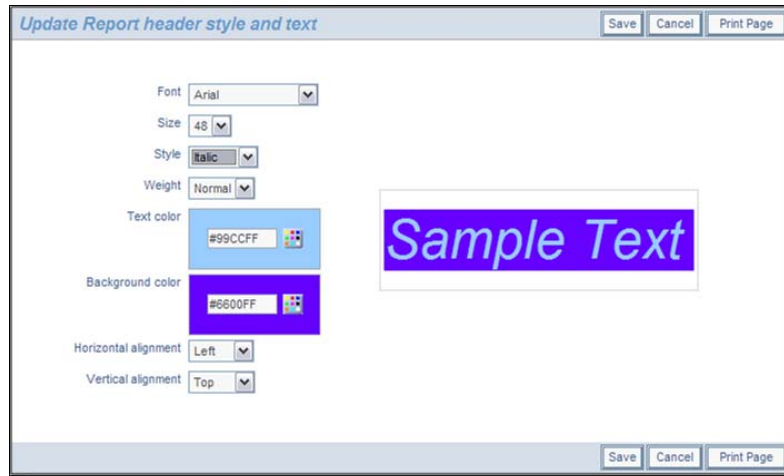 Update Report header style and text
Save Cancel Print Page
Font Arial
Size 48
Style Italic
Weight Normal
Text color
#99CCFF
Background color
#6600FF
Sample Text
Horizontal alignment Left
Vertical alignment Top
Save Cancel Print Page